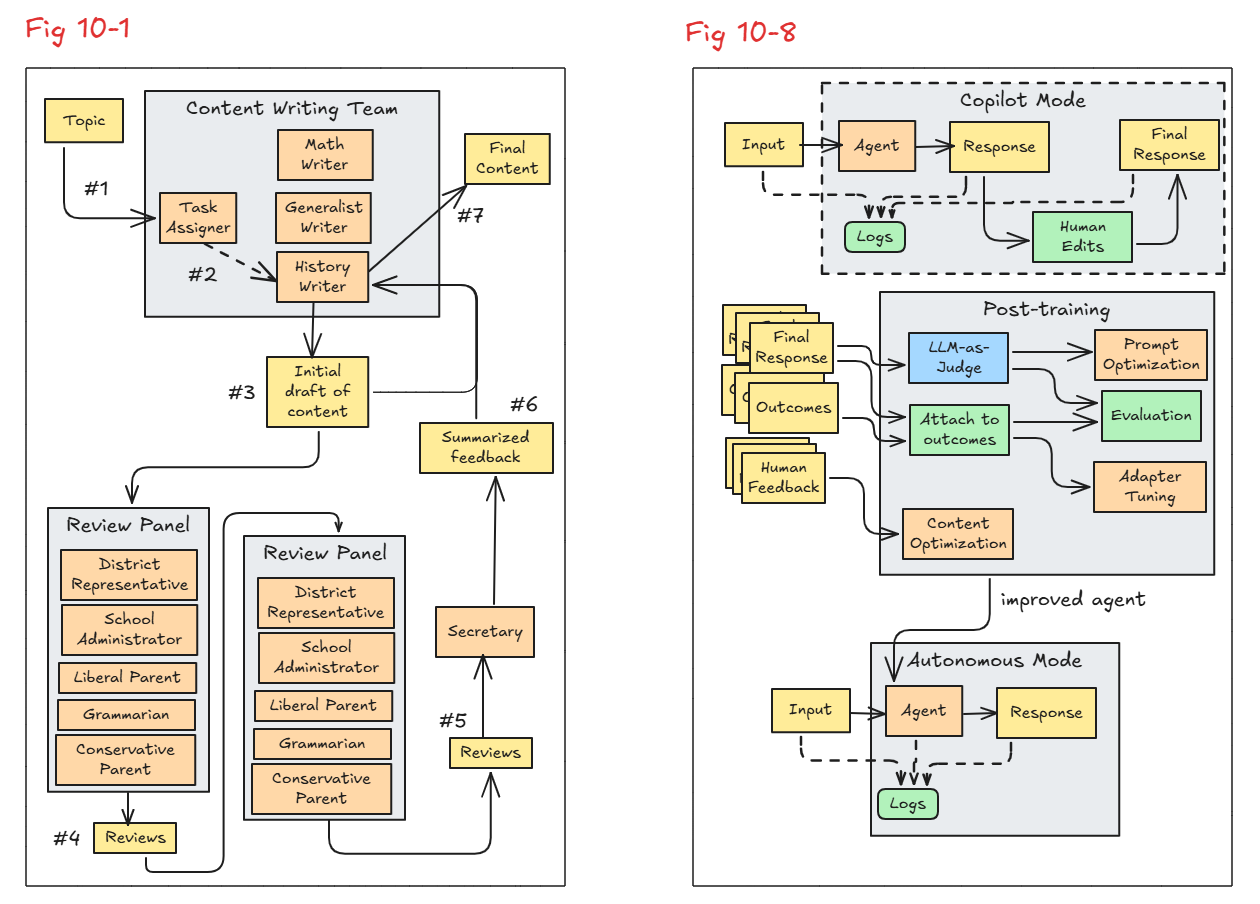 Fig 10-1
Topic
#1
Content Writing Team
Math
Writer
Task
Assigner
Generalist
Writer
#2
History
Writer
Final
Content
#7
#3
Initial
draft of
content
#6
Summarized
feedback
Review Panel
District
Representative
School
Administrator
Liberal Parent
Grammarian
Conservative
Parent
#4
Reviews
Review Panel
District
Representative
School
Administrator
Liberal Parent
Grammarian
Conservative
Parent
Secretary
#5
Reviews
Fig 10-8
Copilot Mode
Input
Agent
Response
Final
Response
Logs
Human
Edits
Post-training
Final
Response
Outcomes
Human
Feedback
LLM-as-
Judge
Prompt
Optimization
Attach to
outcomes
Evaluation
Adapter
Tuning
Content
Optimization
improved agent
Autonomous Mode
Input
Agent
Response
Logs